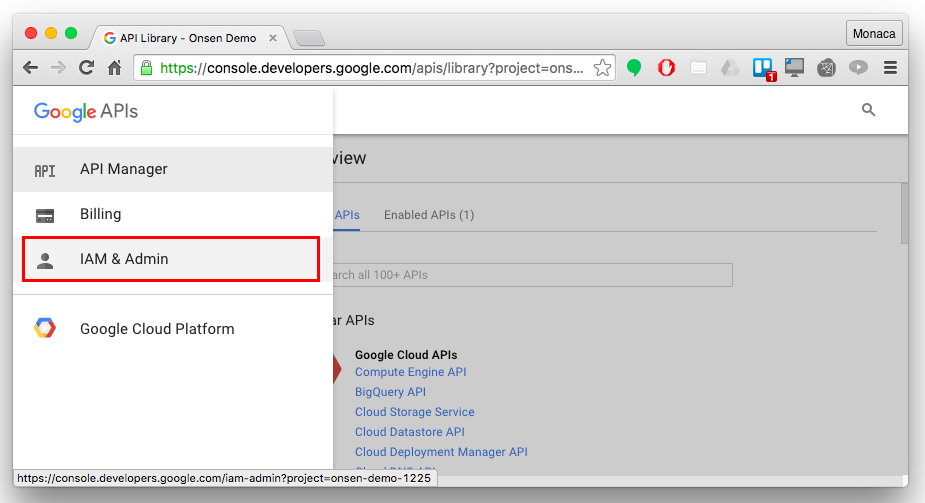 API Library - Onsen Demo
Monaca
https://console.developers.google.com/apis/library?project=ons...
1
Google APIs
view
API
API Manager
Billing
APIs
Enabled APIs (1)
IAM & Admin
arch all 100+ APIs
Google Cloud Platform
ar APIs
Google Cloud APIs
Compute Engine API
BigQuery API
Cloud Storage Service
Cloud Datastore API
Cloud Deployment Manager API
Cloud DNS API
https://console.developers.google.com/iam-admin?project=onsen-demo-1225